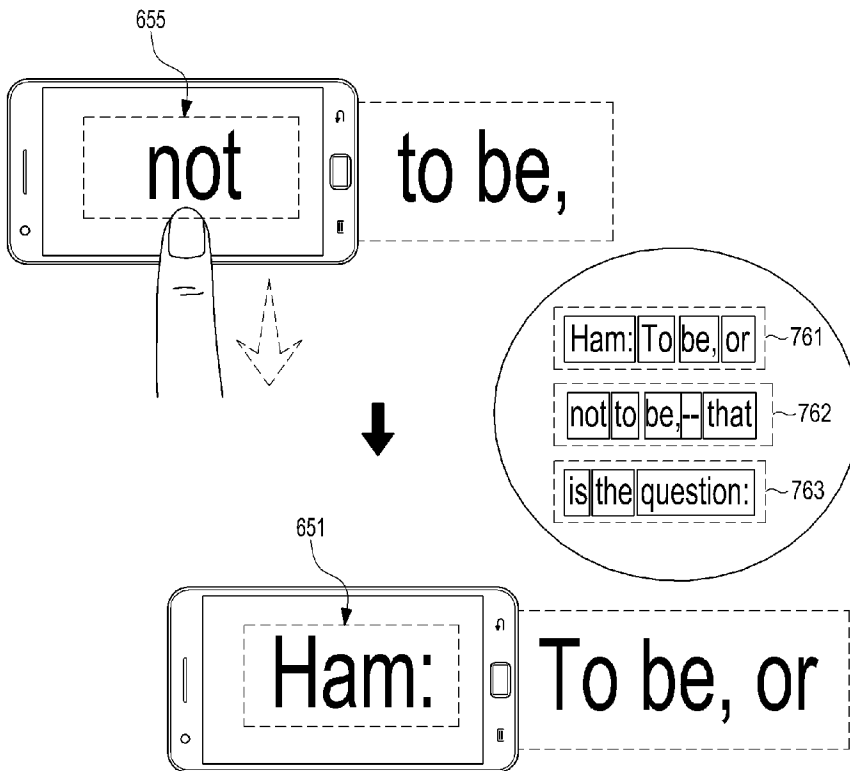 655
not to be,
Ham: To be, or 761
not to be,-- that 762
is the question: 763
651
Ham: To be, or